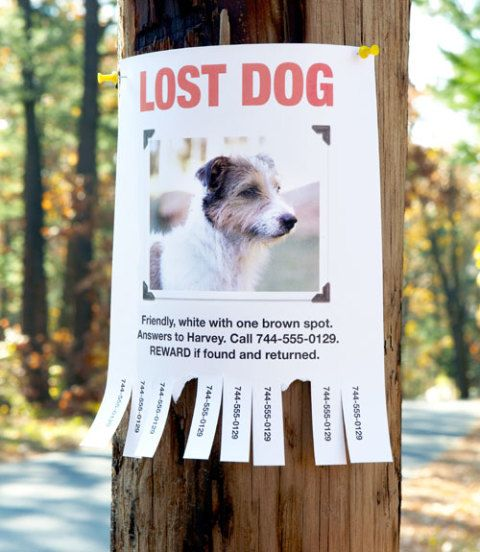 LOST DOG
Friendly, white with one brown spot.
Answers to Harvey. Call 744-555-0129.
REWARD if found and returned.
744-555-0129
744-555-0129
744-555-0129
744-555-0129
744-555-0129
744-555-0129
744-555-0129
744-555-0129